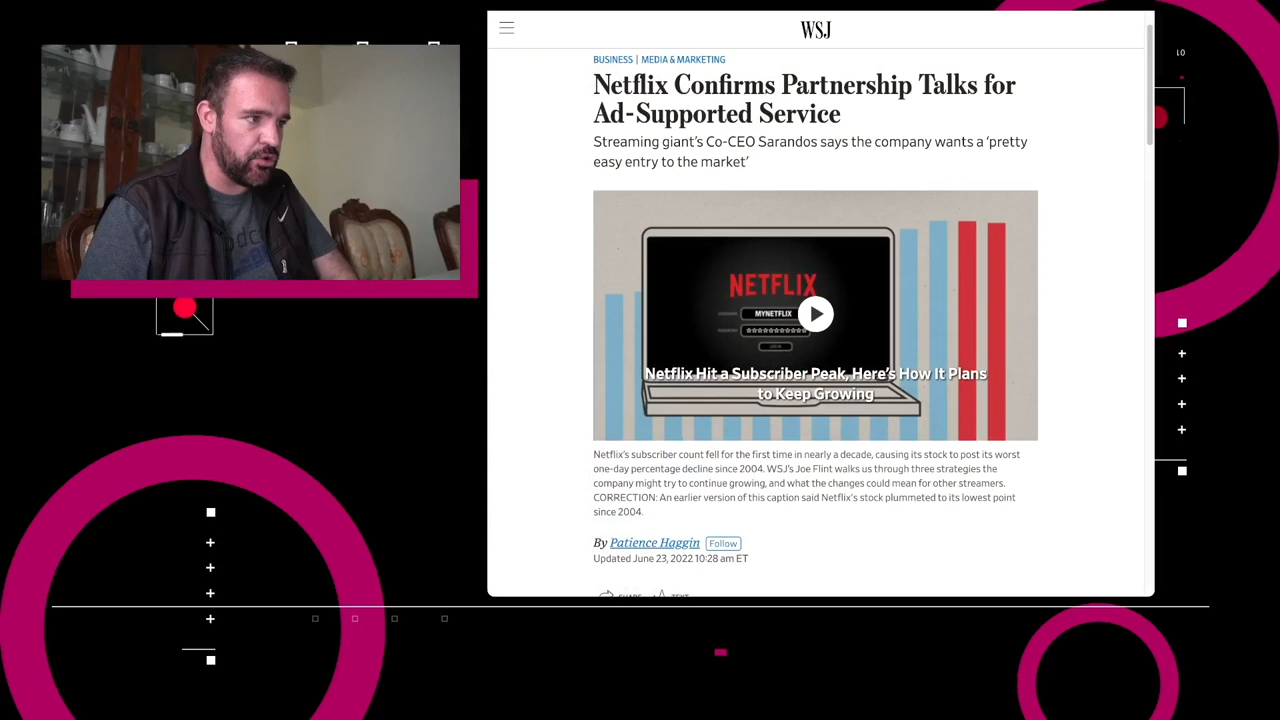 WSJ
BUSINESS | MEDIA & MARKETING
Netflix Confirms Partnership Talks for
Ad-Supported Service
Streaming giant's Co-CEO Sarandos says the company wants a 'pretty
easy entry to the market'
NETFLIX
MYNETFLIX
Netflix Hit a Subscriber Peak, Here's How It Plans
to Keep Growing
Netflix's subscriber count fell for the first time in nearly a decade, causing its stock to post its worst
one-day percentage decline since 2004. WSJ's Joe Flint walks us through three strategies the
company might try to continue growing, and what the changes could mean for other streamers.
CORRECTION: An earlier version of this caption said Netflix's stock plummeted to its lowest point
since 2004.
By Patience Haggin Follow
Updated June 23, 2022 10:28 am ET
SHARE TEXT